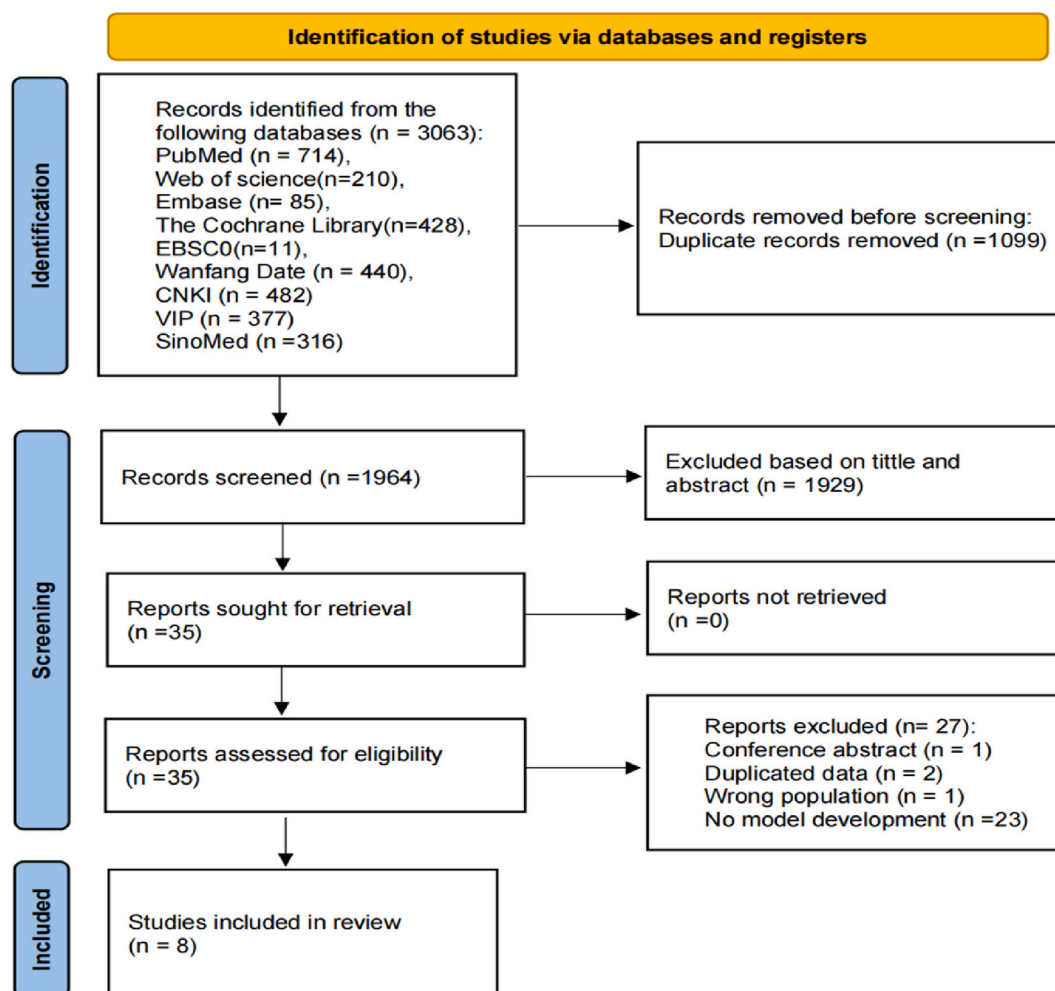 Identification of studies via databases and registers
Identification
Records identified from the
following databases (n = 3063):
PubMed (n = 714),
Web of science(n=210),
Embase (n= 85),
The Cochrane Library(n=428),
EBSC0(n=11),
Wanfang Date (n = 440),
CNKI (n = 482)
VIP (n = 377)
SinoMed (n =316)
Records removed before screening:
Duplicate records removed (n =1099)
Screening
Records screened (n =1964)
Excluded based on tittle and
abstract (n = 1929)
Reports sought for retrieval
(n =35)
Reports not retrieved
(n =0)
Reports assessed for eligibility
(n =35)
Reports excluded (n= 27):
Conference abstract (n = 1)
Duplicated data (n = 2)
Wrong population (n = 1)
No model development (n =23)
Included
Studies included in review
(n = 8)